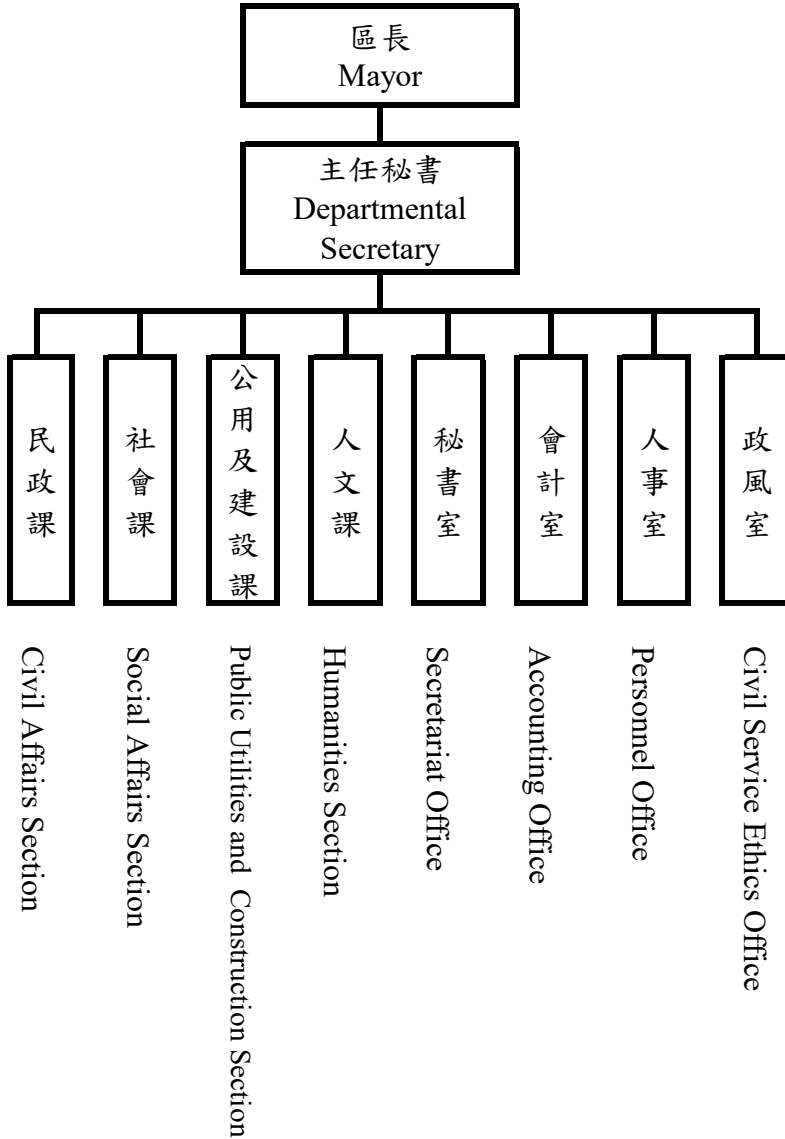 區長
Mayor
主任秘書
Departmental
Secretary
民政課
社會課
公用及建設課
人文課
秘書室
會計室
人事室
政風室
Civil Affairs Section
Social Affairs Section
Public Utilities and Construction Section
Humanities Section
Secretariat Office
Accounting Office
Personnel Office
Civil Service Ethics Office